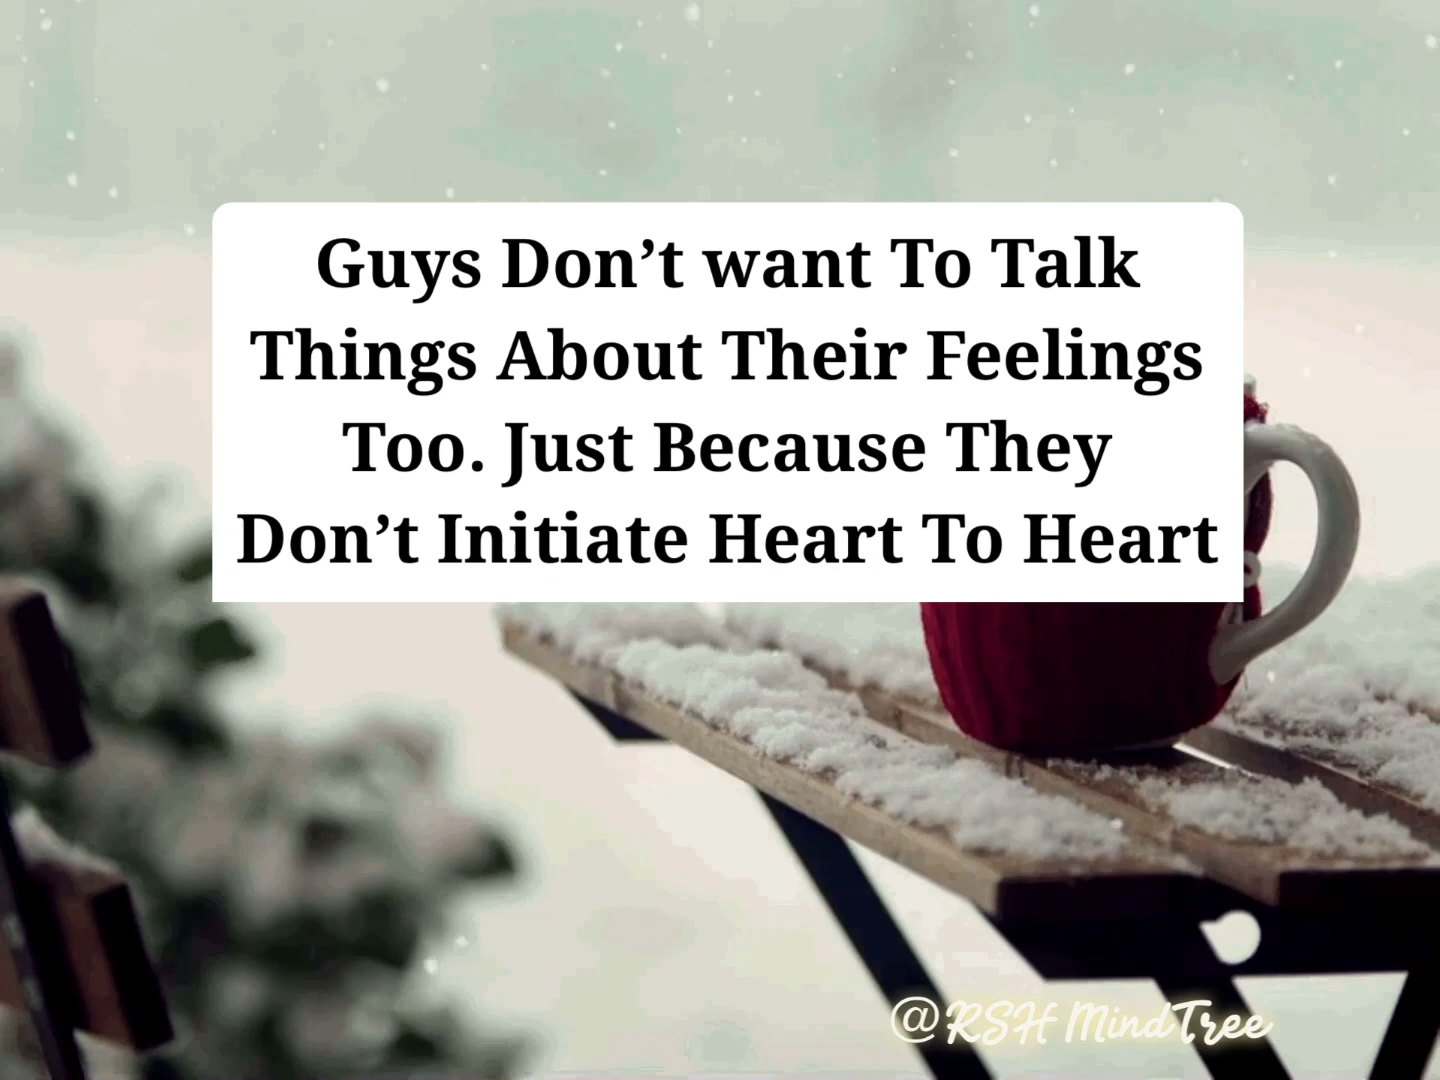 Guys Don’t want To Talk
Things About Their Feelings
Too. Just Because They
Don’t Initiate Heart To Heart
@RSH MindTree